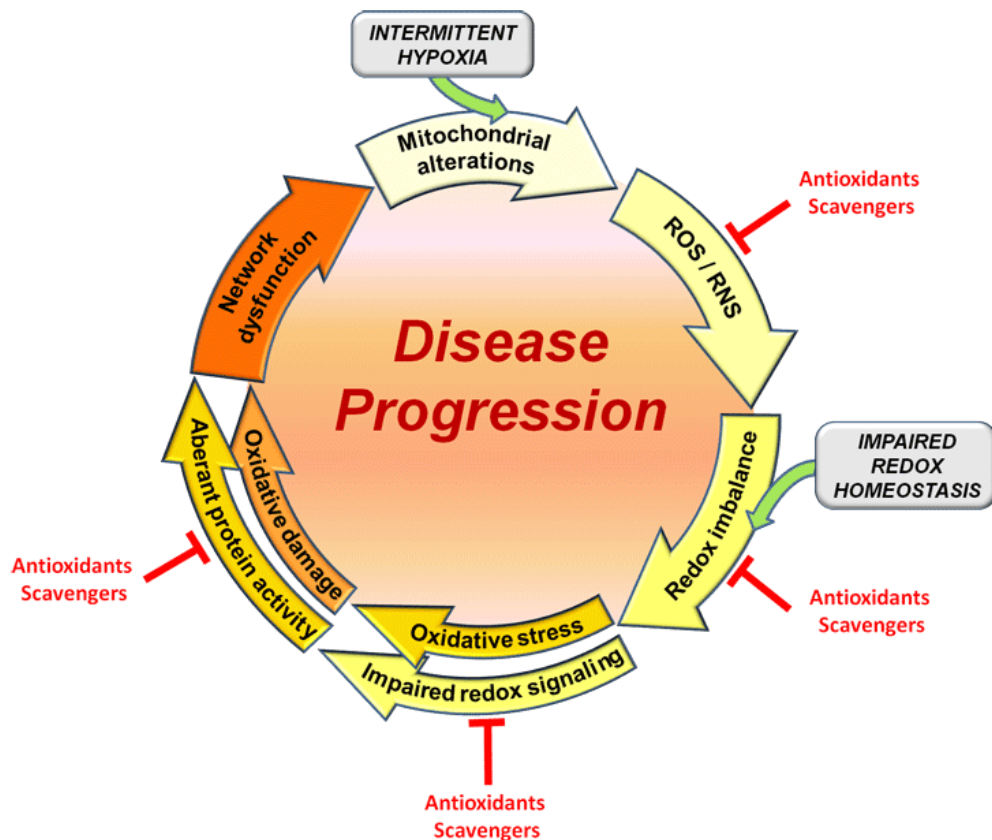 INTERMITTENT
HYPOXIA
Mitochondrial
alterations
Antioxidants
Scavengers
ROS / RNS
Network
dysfunction
Disease
Progression
IMPAIRED
REDOX
HOMEOSTASIS
Redox imbalance
Antioxidants
Scavengers
Oxidative damage
Aberant protein activity
Antioxidants
Scavengers
Oxidative stress
Impaired redox signaling
Antioxidants
Scavengers